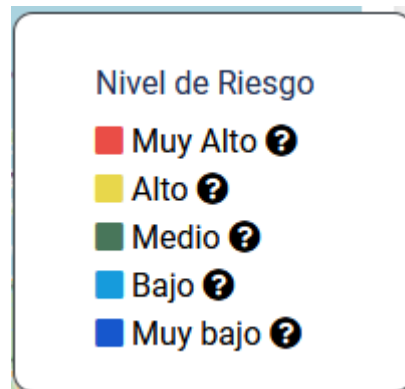 Nivel de Riesgo
Muy Alto ?
Alto ?
Medio ?
Bajo ?
Muy bajo ?